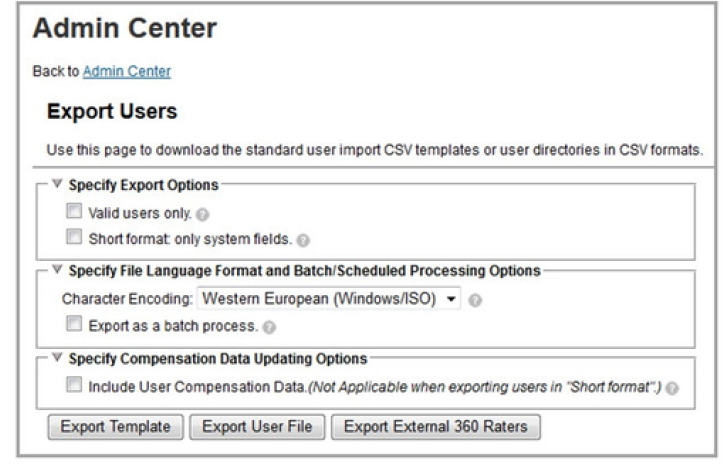 Admin Center
Back to Admin Center
Export Users
Use this page to download the standard user import CSV templates or user directories in CSV formats.
Specify Export Options
Valid users only.
Short format: only system fields.
Specify File Language Format and Batch/Scheduled Processing Options
Character Encoding: Western European (Windows/ISO)
Export as a batch process.
Specify Compensation Data Updating Options
Include User Compensation Data.(Not Applicable when exporting users in "Short format".)
Export Template Export User File Export External 360 Raters